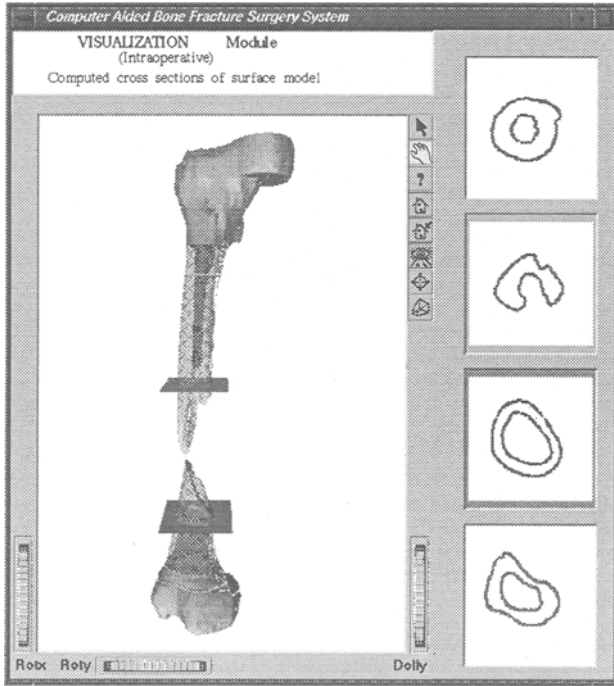 Computer Aided Bone Fracture Surgery System
VISUALIZATION Module
(Intraoperative)
Computed cross sections of surface model
?
Rotx Roty Dolly